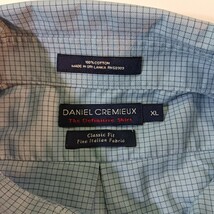 100% COTTON
MADE IN SRI LANKA
DANIEL CREMIEUX
XL
The Definitive Shirt
Classic Fit
Fine Italian Fabric